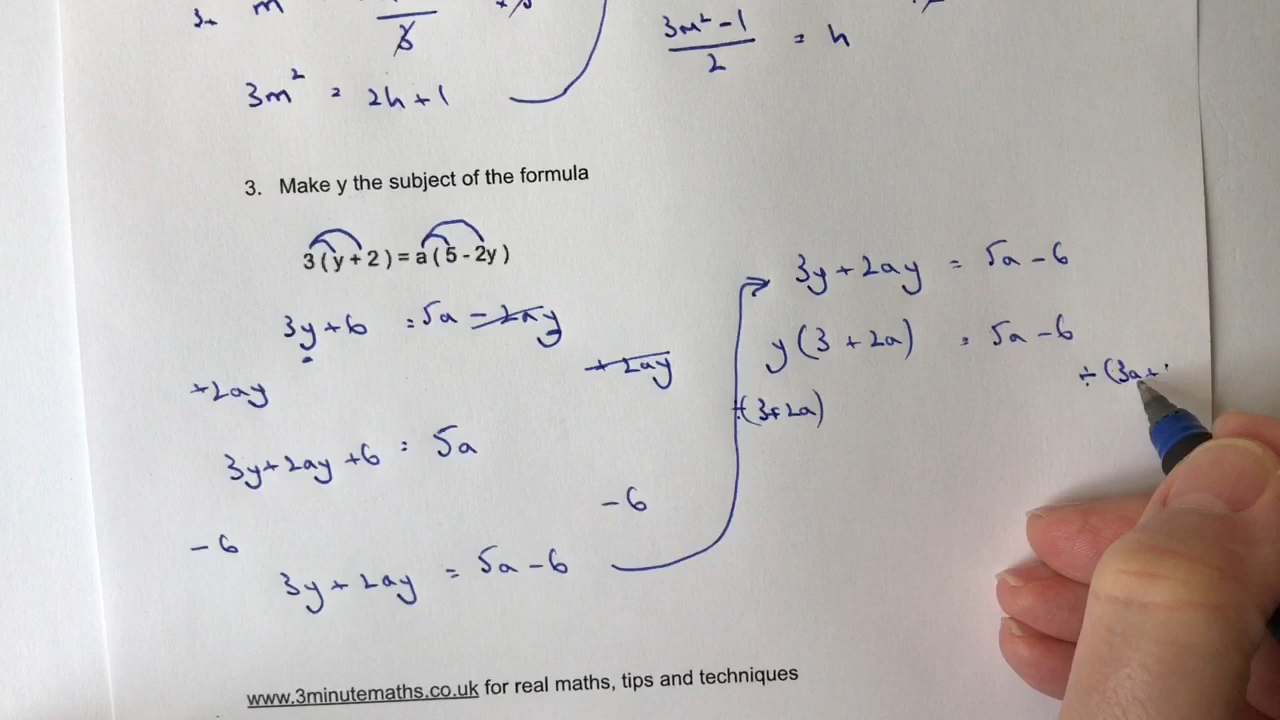 3m² = 2h + 1
3m² - 1 / 2 = h
3. Make y the subject of the formula
3 ( y + 2 ) = a ( 5 - 2y )
3y + 6 = 5a - 2ay
+2ay +2ay
3y + 2ay + 6 = 5a
- 6 - 6
3y + 2ay = 5a - 6
3y + 2ay = 5a - 6
y(3 + 2a) = 5a - 6
÷(3+2a) ÷ (3a+
www.3minutemaths.co.uk for real maths, tips and techniques